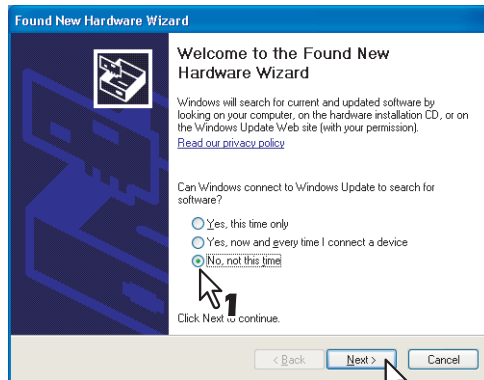 Found New Hardware Wizard
Welcome to the Found New
Hardware Wizard
Windows will search for current and updated software by
looking on your computer, on the hardware installation CD, or on
the Windows Update Web site (with your permission).
Read our privacy policy
Can Windows connect to Windows Update to search for
software?
Yes, this time only
Yes, now and every time I connect a device
No, not this time
1
Click Next to continue.
< Back Next > Cancel